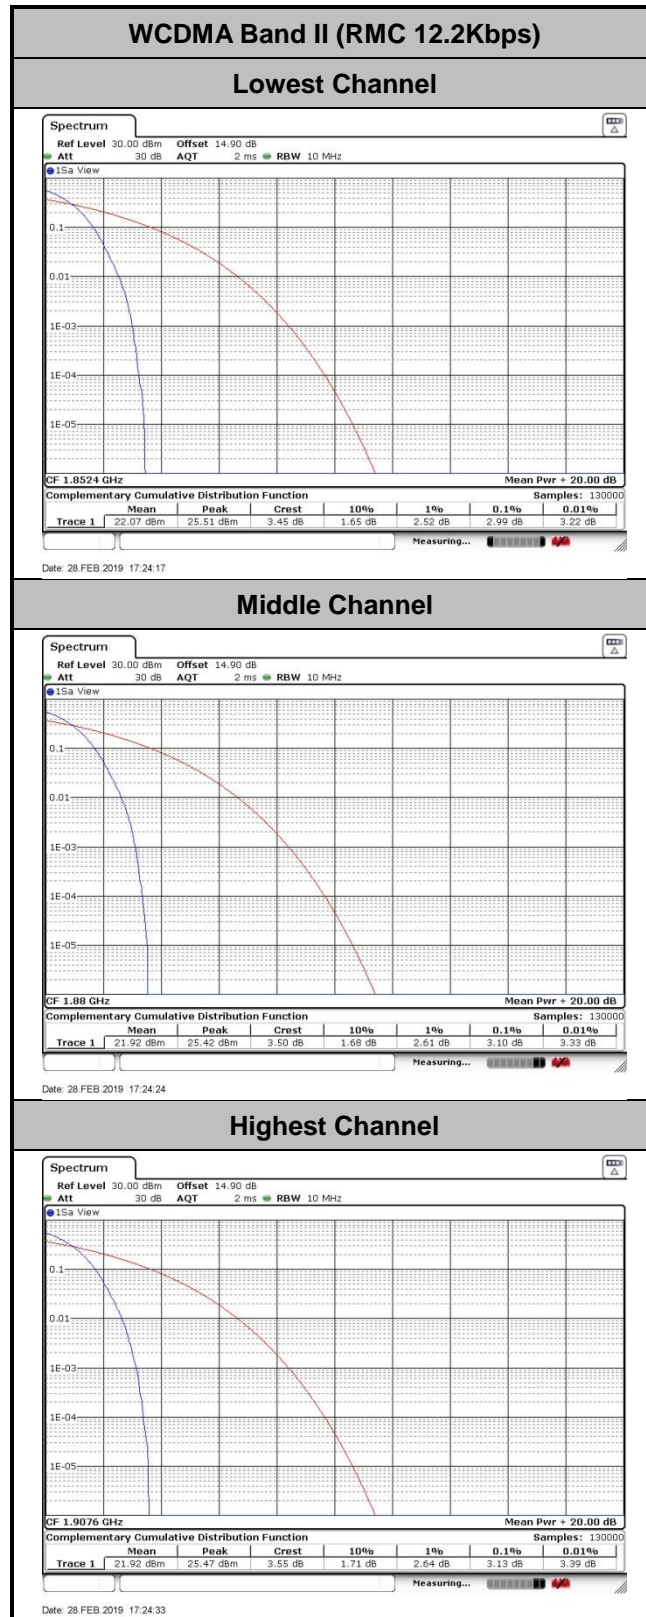 WCDMA Band II (RMC 12.2Kbps)
Lowest Channel
Spectrum
Ref Level 30.00 dBm Offset 14.90 dB
Att 30 dB AQT 2 ms RBW 10 MHz
1Sa View
0.1
0.01
1E-03
1E-04
1E-05
CF 1.8524 GHz Mean Pwr + 20.00 dB
Complementary Cumulative Distribution Function Samples: 130000
Mean Peak Crest 10% 1% 0.1% 0.01%
Trace 1 22.07 dBm 25.51 dBm 3.45 dB 1.65 dB 2.52 dB 2.99 dB 3.22 dB
Measuring...
Date: 28.FEB.2019 17:24:17
Middle Channel
Spectrum
Ref Level 30.00 dBm Offset 14.90 dB
Att 30 dB AQT 2 ms RBW 10 MHz
1Sa View
0.1
0.01
1E-03
1E-04
1E-05
CF 1.88 GHz Mean Pwr + 20.00 dB
Complementary Cumulative Distribution Function Samples: 130000
Mean Peak Crest 10% 1% 0.1% 0.01%
Trace 1 21.92 dBm 25.42 dBm 3.50 dB 1.68 dB 2.61 dB 3.10 dB 3.33 dB
Measuring...
Date: 28.FEB.2019 17:24:24
Highest Channel
Spectrum
Ref Level 30.00 dBm Offset 14.90 dB
Att 30 dB AQT 2 ms RBW 10 MHz
1Sa View
0.1
0.01
1E-03
1E-04
1E-05
CF 1.9076 GHz Mean Pwr + 20.00 dB
Complementary Cumulative Distribution Function Samples: 130000
Mean Peak Crest 10% 1% 0.1% 0.01%
Trace 1 21.92 dBm 25.47 dBm 3.55 dB 1.71 dB 2.64 dB 3.13 dB 3.39 dB
Measuring...
Date: 28.FEB.2019 17:24:33